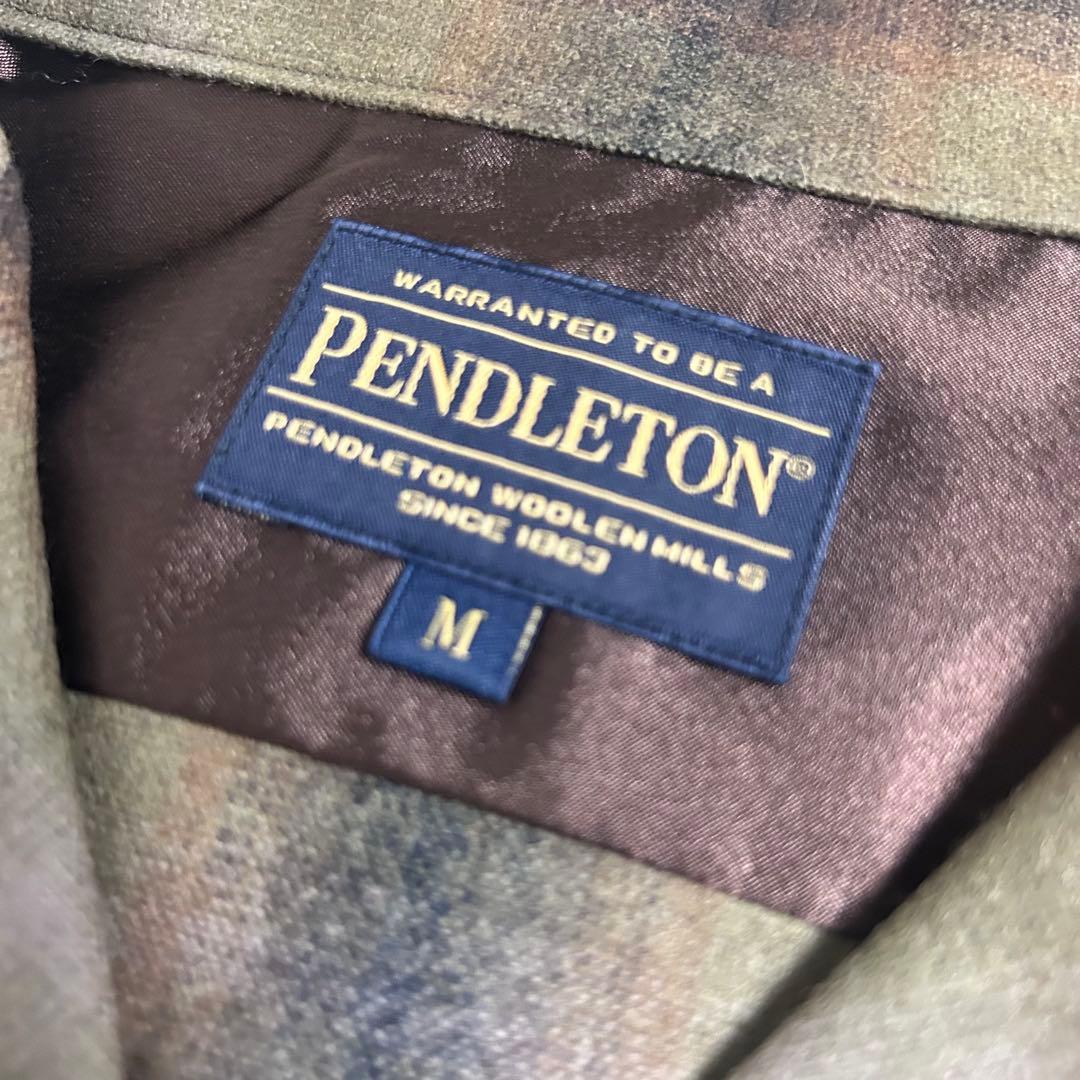 WARRANTED TO BE A
PENDLETON®
PENDLETON WOOLEN MILLS
SINCE 1863
M